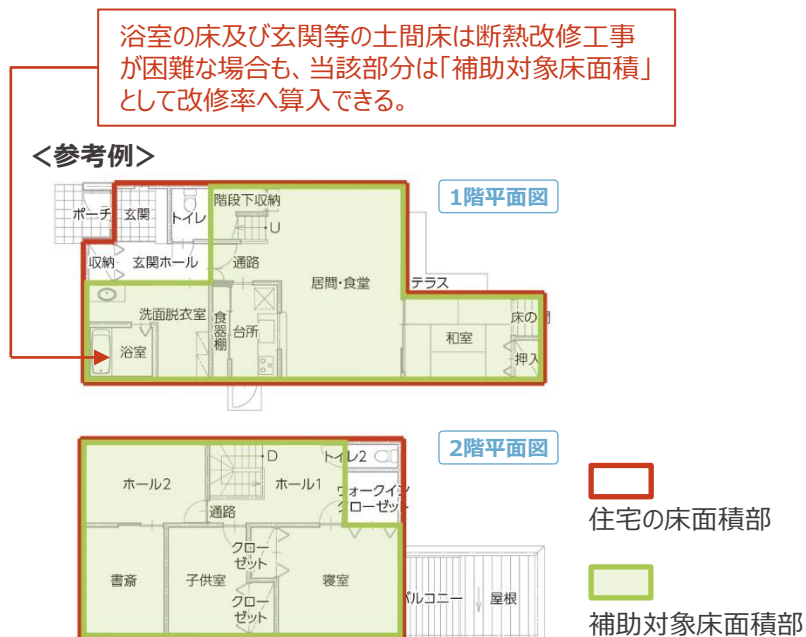 浴室の床及び玄関等の土間床は断熱改修工事
が困難な場合も、当該部分は「補助対象床面積」
として改修率へ算入できる。
＜参考例＞
1階平面図
ポーチ
玄関
トイレ
階段下収納
U
収納
玄関ホール
通路
居間・食堂
テラス
洗面脱衣室
食器棚
台所
浴室
和室
床の間
押入
2階平面図
ホール2
D
ホール1
トイレ2
ウォークイン
クローゼット
通路
書斎
子供室
クロー
ゼット
クロー
ゼット
寝室
バルコニー
屋根
住宅の床面積部
補助対象床面積部